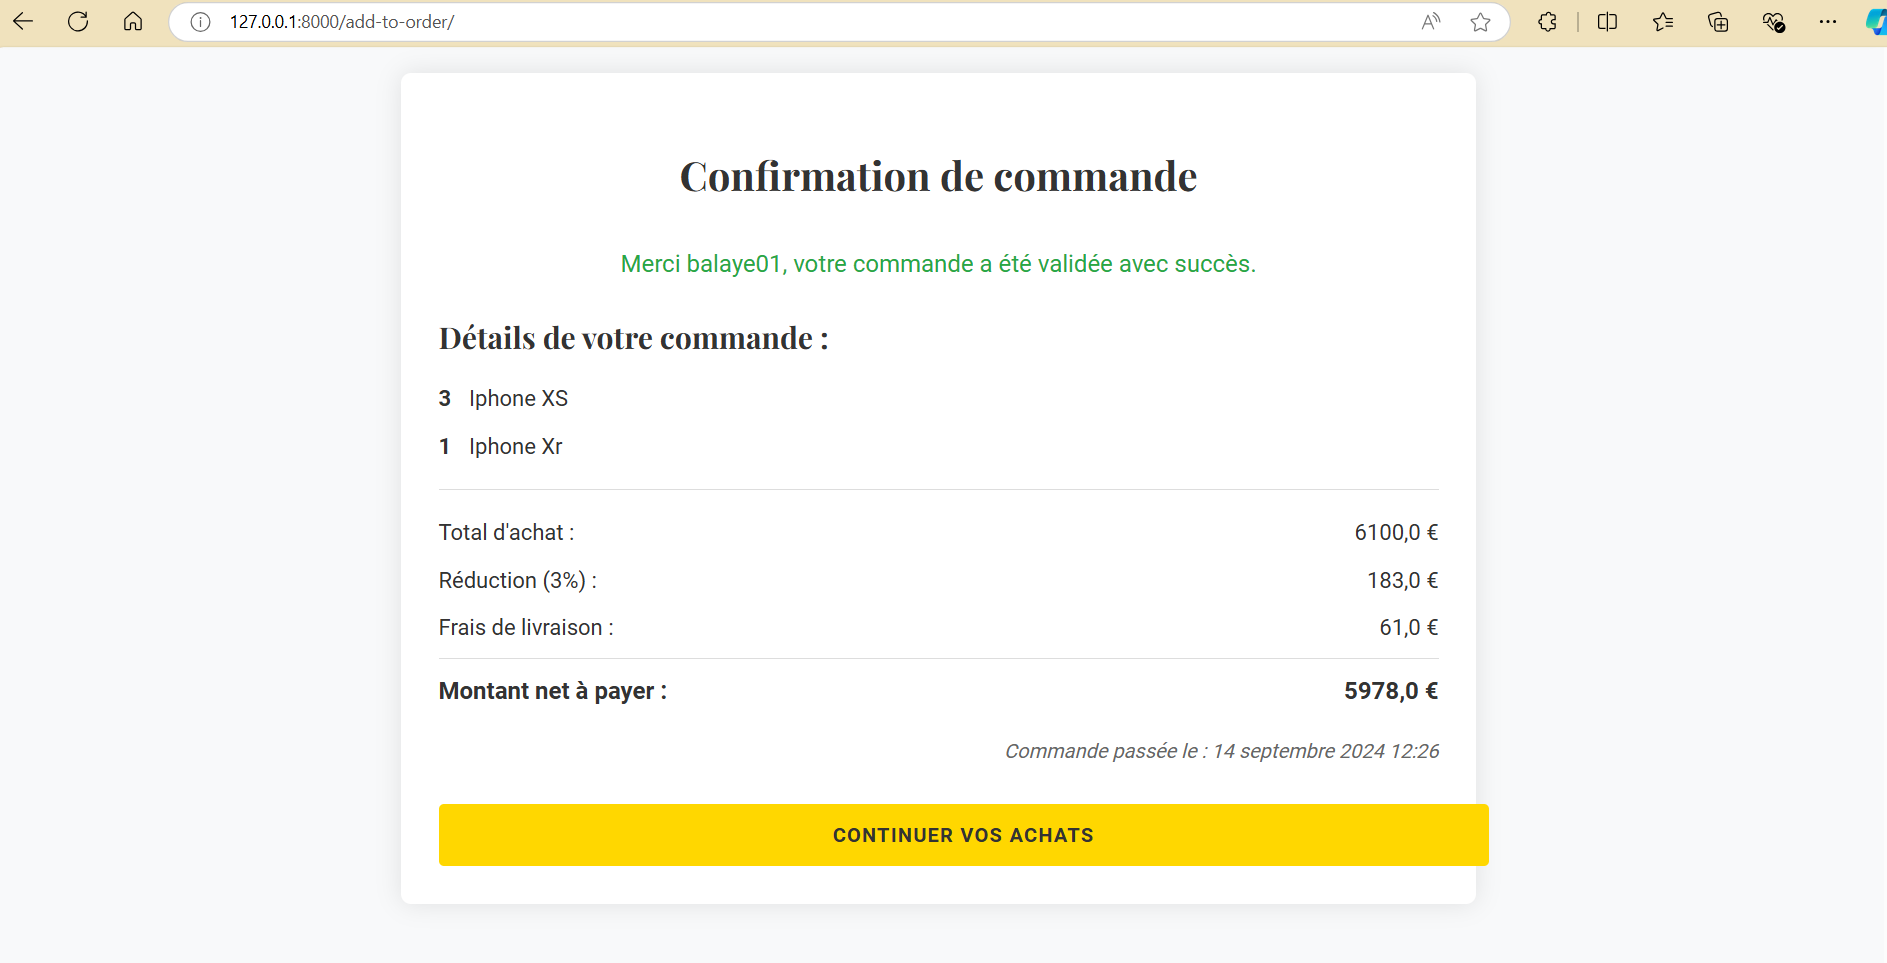 127.0.0.1:8000/add-to-order/
Confirmation de commande
Merci balaye01, votre commande a été validée avec succès.
Détails de votre commande :
3 Iphone XS
1 Iphone Xr
Total d'achat : 6100,0 €
Réduction (3%) : 183,0 €
Frais de livraison : 61,0 €
Montant net à payer : 5978,0 €
Commande passée le : 14 septembre 2024 12:26
CONTINUER VOS ACHATS